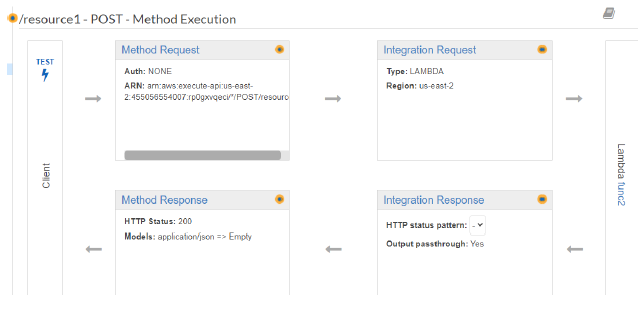 /resource1 - POST - Method Execution
TEST
Client
Method Request
Auth: NONE
ARN: arn:aws:execute-api:us-east-
2:455056554007:rp0gxvqeci/*/POST/resourc
Integration Request
Type: LAMBDA
Region: us-east-2
Lambda func2
Method Response
HTTP Status: 200
Models: application/json => Empty
Integration Response
HTTP status pattern: -
Output passthrough: Yes